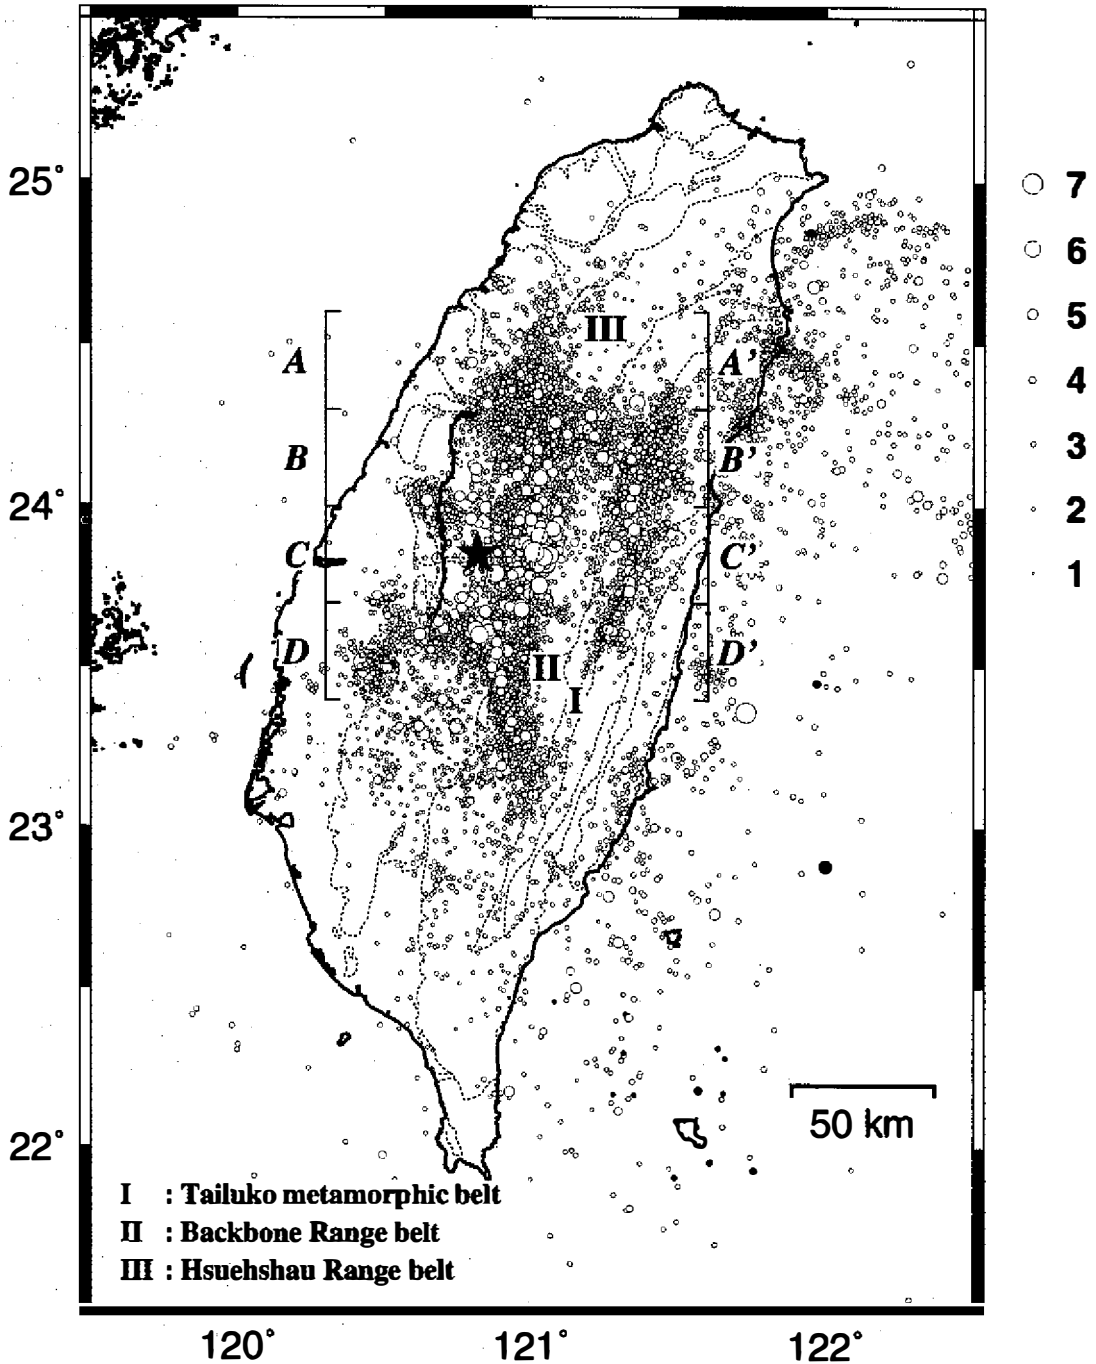 25°
24°
23°
22°
120°
121°
122°
7
6
5
4
3
2
1
III
A
A'
B
B'
C
C'
D
D'
II
I
50 km
I : Tailuko metamorphic belt
II : Backbone Range belt
III : Hsuehshau Range belt